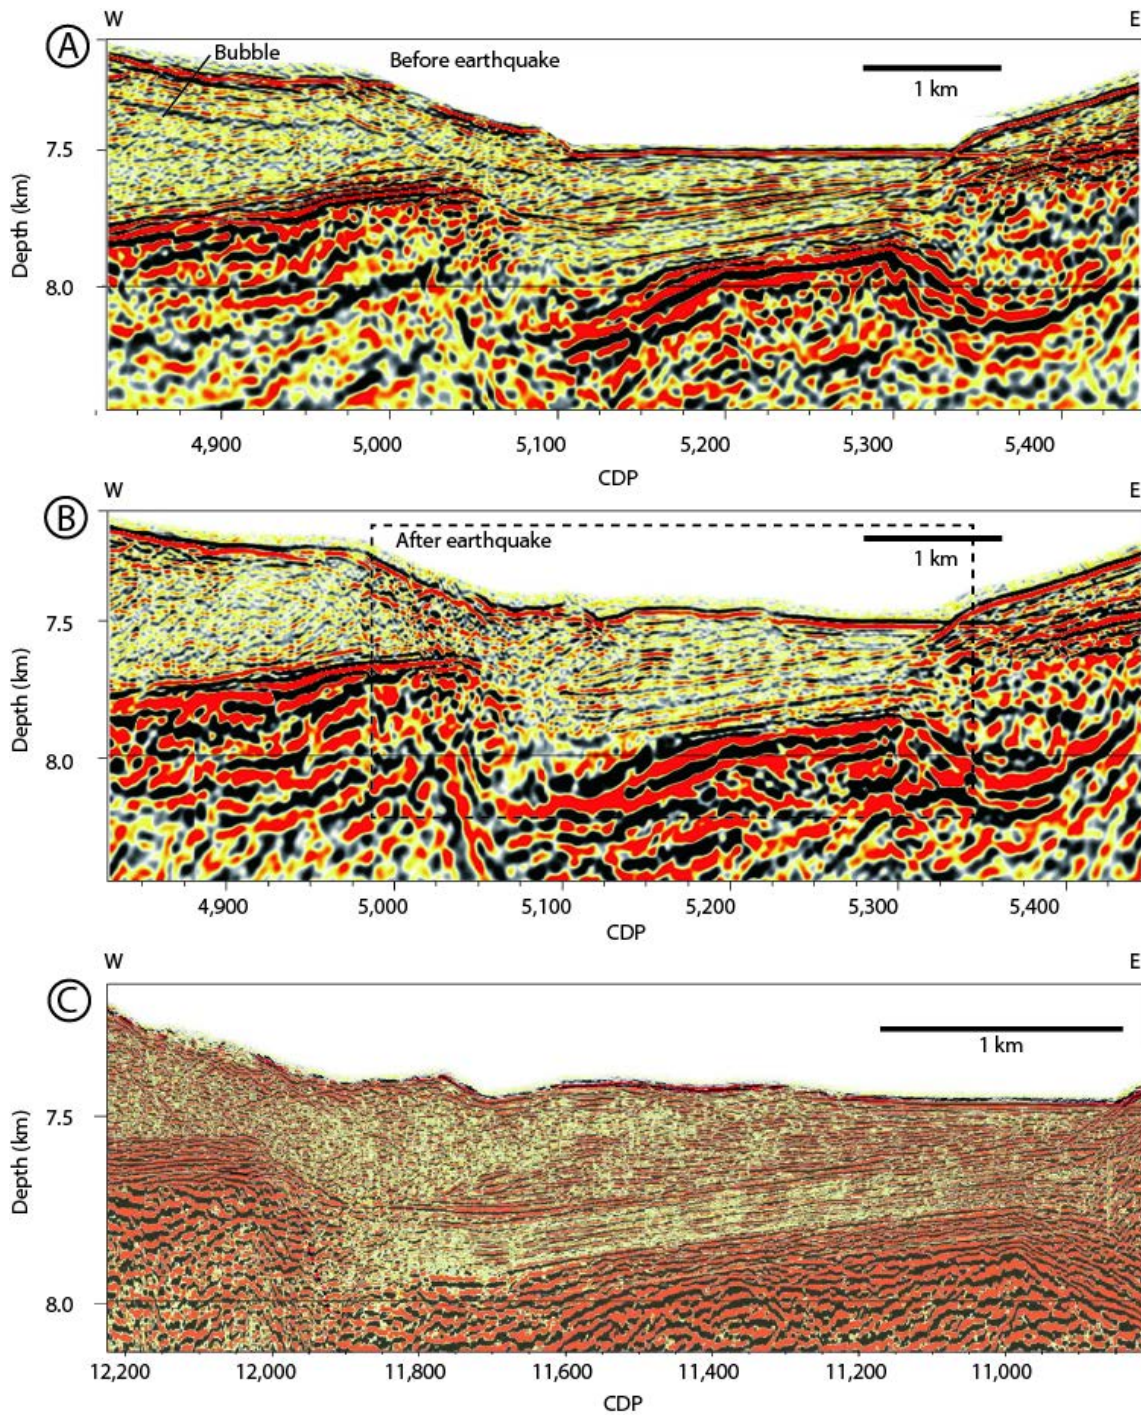 W E
A
Bubble
Before earthquake
1 km
7.5
8.0
Depth (km)
4,900 5,000 5,100 5,200 5,300 5,400
CDP
W E
B
After earthquake
1 km
7.5
8.0
Depth (km)
4,900 5,000 5,100 5,200 5,300 5,400
CDP
W E
C
1 km
7.5
8.0
Depth (km)
12,200 12,000 11,800 11,600 11,400 11,200 11,000
CDP